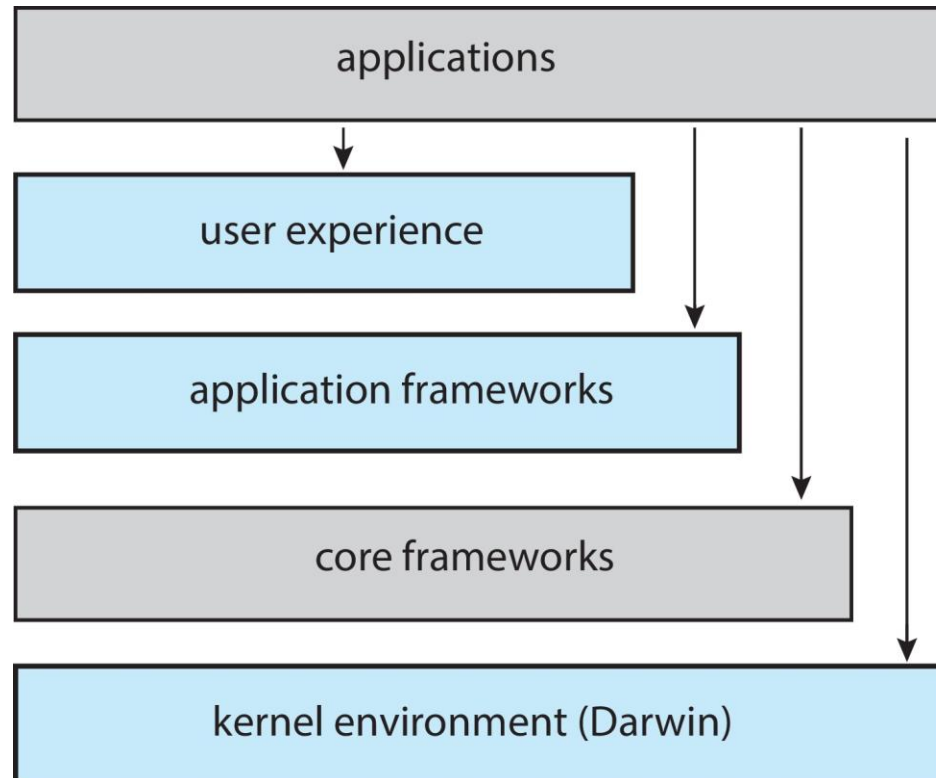 applications
user experience
application frameworks
core frameworks
kernel environment (Darwin)